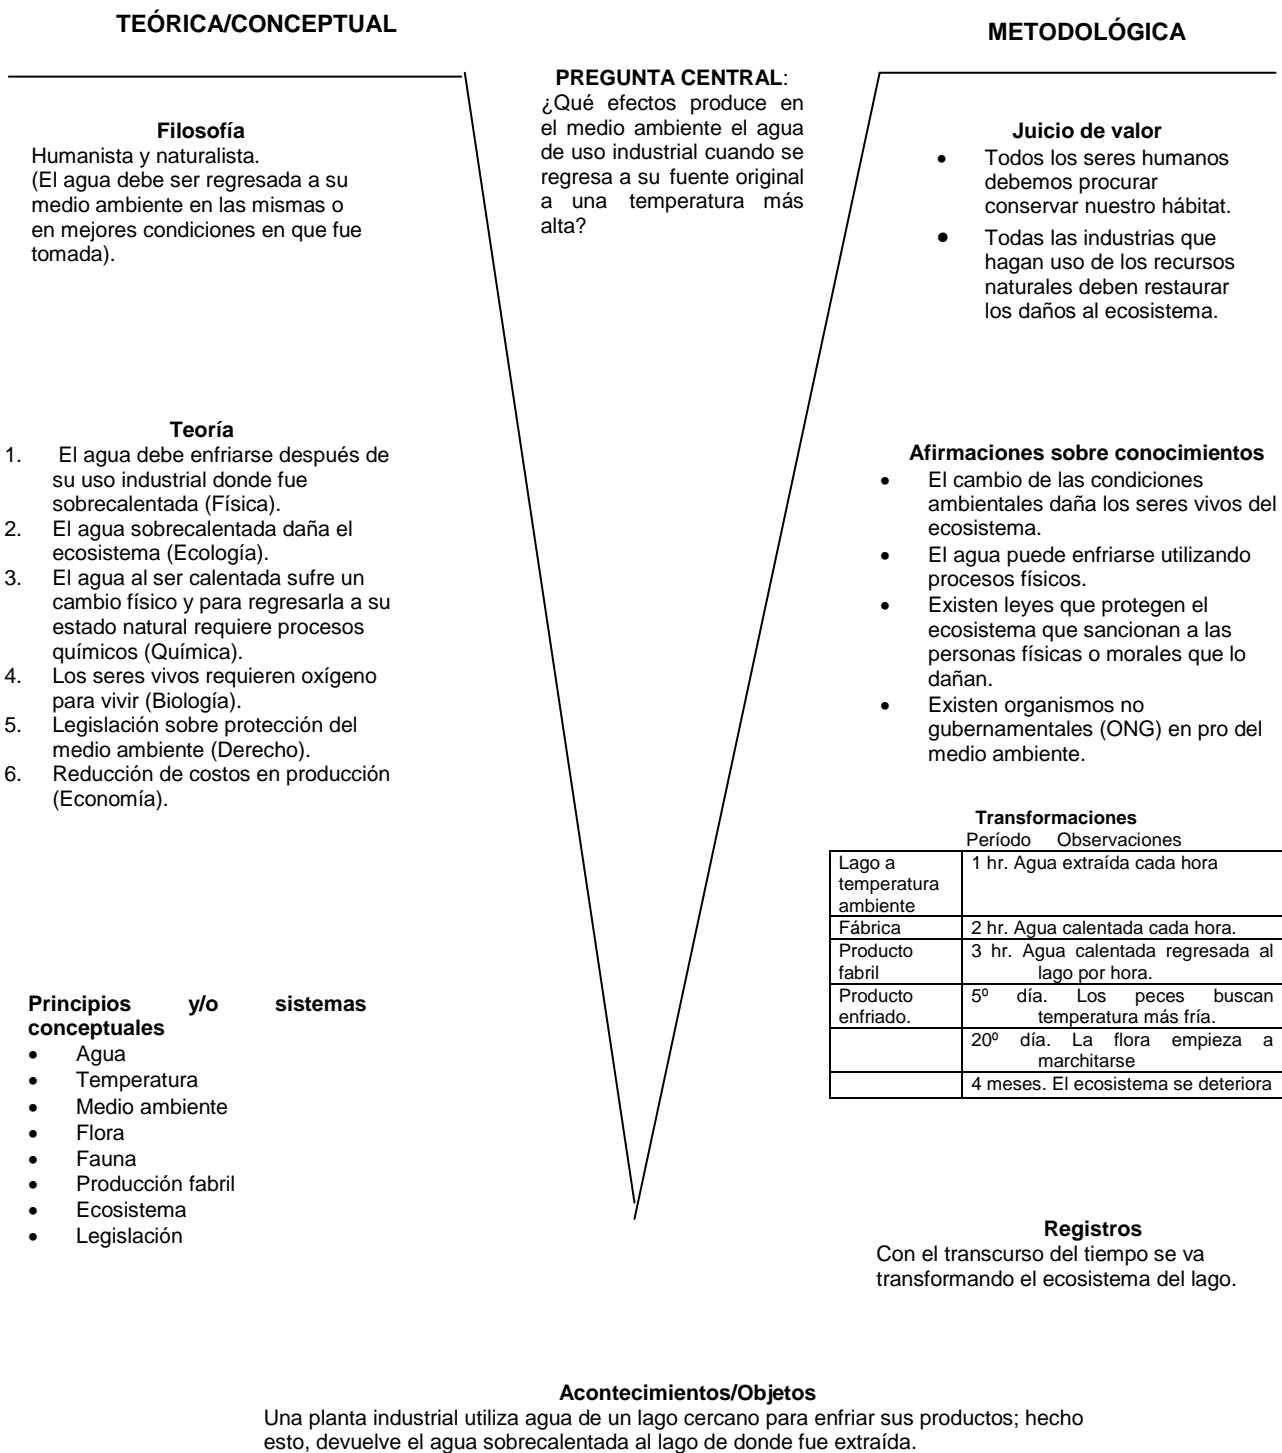 TEÓRICA/CONCEPTUAL
METODOLÓGICA
PREGUNTA CENTRAL:
¿Qué efectos produce en
el medio ambiente el agua
de uso industrial cuando se
regresa a su fuente original
a una temperatura más
alta?
Filosofía
Humanista y naturalista.
(El agua debe ser regresada a su
medio ambiente en las mismas o
en mejores condiciones en que fue
tomada).
Teoría
1. El agua debe enfriarse después de
su uso industrial donde fue
sobrecalentada (Física).
2. El agua sobrecalentada daña el
ecosistema (Ecología).
3. El agua al ser calentada sufre un
cambio físico y para regresarla a su
estado natural requiere procesos
químicos (Química).
4. Los seres vivos requieren oxígeno
para vivir (Biología).
5. Legislación sobre protección del
medio ambiente (Derecho).
6. Reducción de costos en producción
(Economía).
Principios y/o sistemas
conceptuales
• Agua
• Temperatura
• Medio ambiente
• Flora
• Fauna
• Producción fabril
• Ecosistema
• Legislación
Juicio de valor
• Todos los seres humanos
debemos procurar
conservar nuestro hábitat.
• Todas las industrias que
hagan uso de los recursos
naturales deben restaurar
los daños al ecosistema.
Afirmaciones sobre conocimientos
• El cambio de las condiciones
ambientales daña los seres vivos del
ecosistema.
• El agua puede enfriarse utilizando
procesos físicos.
• Existen leyes que protegen el
ecosistema que sancionan a las
personas físicas o morales que lo
dañan.
• Existen organismos no
gubernamentales (ONG) en pro del
medio ambiente.
Transformaciones
Período Observaciones
Lago a
temperatura
ambiente
1 hr. Agua extraída cada hora
Fábrica
2 hr. Agua calentada cada hora.
Producto
fabril
3 hr. Agua calentada regresada al
lago por hora.
Producto
enfriado.
5º día. Los peces buscan
temperatura más fría.
20º día. La flora empieza a
marchitarse
4 meses. El ecosistema se deteriora
Registros
Con el transcurso del tiempo se va
transformando el ecosistema del lago.
Acontecimientos/Objetos
Una planta industrial utiliza agua de un lago cercano para enfriar sus productos; hecho
esto, devuelve el agua sobrecalentada al lago de donde fue extraída.